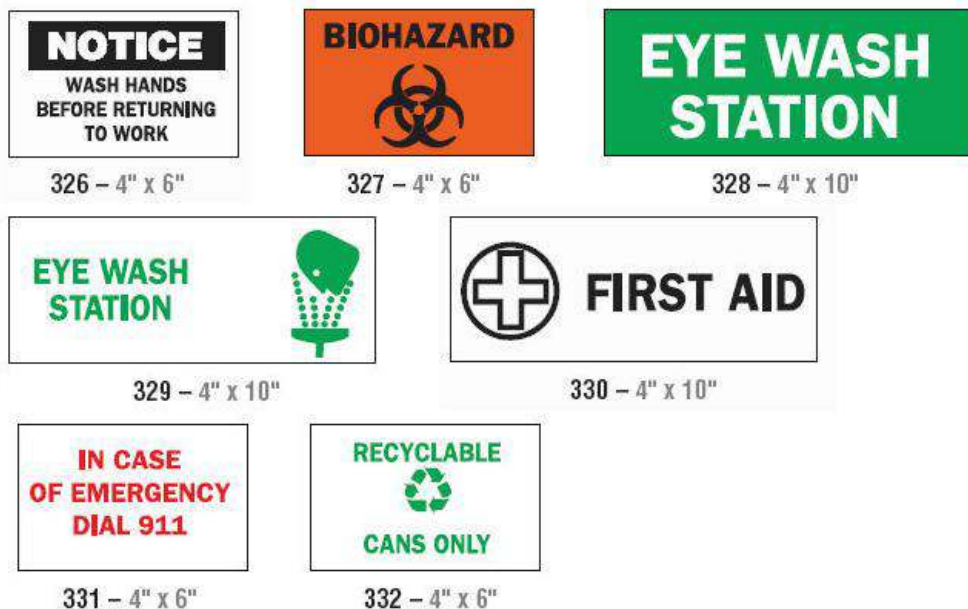 NOTICE
WASH HANDS
BEFORE RETURNING
TO WORK
326 – 4" x 6"
BIOHAZARD
327 – 4" x 6"
EYE WASH
STATION
328 – 4" x 10"
EYE WASH
STATION
329 – 4" x 10"
FIRST AID
330 – 4" x 10"
IN CASE
OF EMERGENCY
DIAL 911
331 – 4" x 6"
RECYCLABLE
CANS ONLY
332 – 4" x 6"